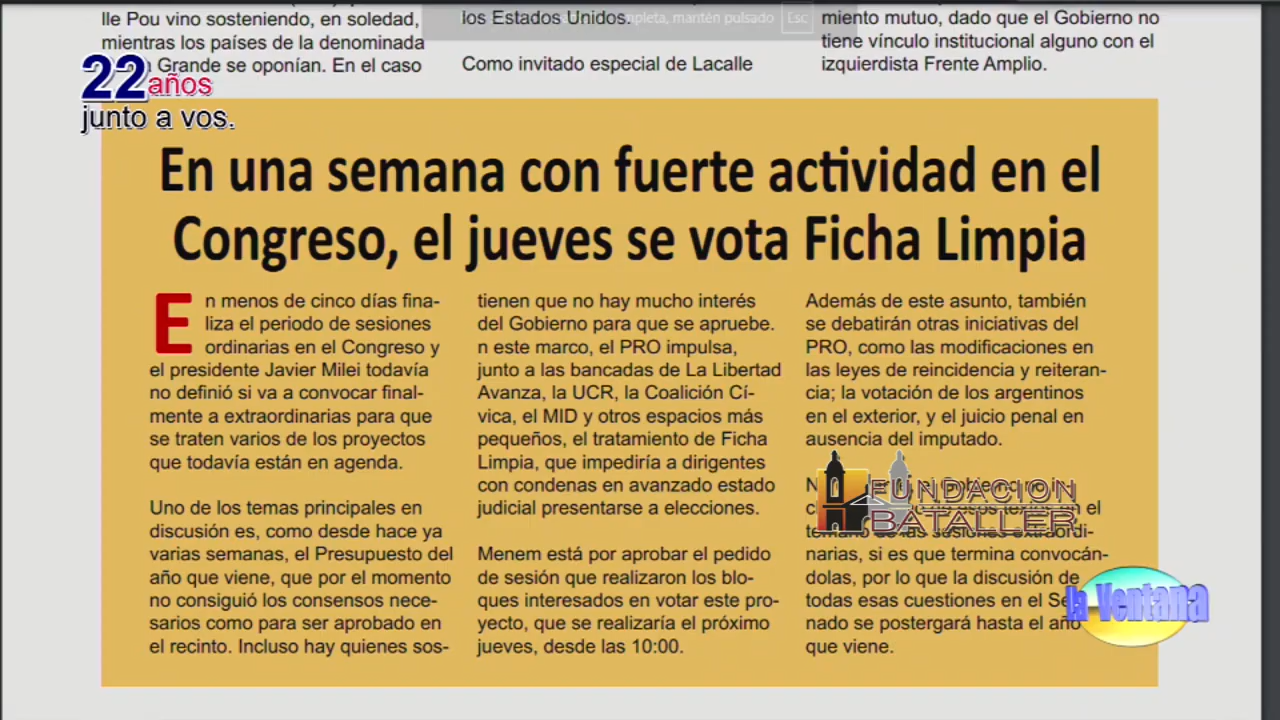 lle Pou vino sosteniendo, en soledad,
mientras los países de la denominada
Grande se oponían. En el caso
los Estados Unidos.
Como invitado especial de Lacalle
miento mutuo, dado que el Gobierno no
tiene vínculo institucional alguno con el
izquierdista Frente Amplio.
mantén pulsado Esc
22 años
junto a vos.
En una semana con fuerte actividad en el
Congreso, el jueves se vota Ficha Limpia
En menos de cinco días fina-
liza el periodo de sesiones
ordinarias en el Congreso y
el presidente Javier Milei todavía
no definió si va a convocar final-
mente a extraordinarias para que
se traten varios de los proyectos
que todavía están en agenda.
Uno de los temas principales en
discusión es, como desde hace ya
varias semanas, el Presupuesto del
año que viene, que por el momento
no consiguió los consensos nece-
sarios como para ser aprobado en
el recinto. Incluso hay quienes sos-
tienen que no hay mucho interés
del Gobierno para que se apruebe.
n este marco, el PRO impulsa,
junto a las bancadas de La Libertad
Avanza, la UCR, la Coalición Cí-
vica, el MID y otros espacios más
pequeños, el tratamiento de Ficha
Limpia, que impediría a dirigentes
con condenas en avanzado estado
judicial presentarse a elecciones.
Menem está por aprobar el pedido
de sesión que realizaron los blo-
ques interesados en votar este pro-
yecto, que se realizaría el próximo
jueves, desde las 10:00.
Además de este asunto, también
se debatirán otras iniciativas del
PRO, como las modificaciones en
las leyes de reincidencia y reiteran-
cia; la votación de los argentinos
en el exterior, y el juicio penal en
ausencia del imputado.
en el
temario de las sesiones extraordi-
narias, si es que termina convocán-
dolas, por lo que la discusión de
todas esas cuestiones en el Se-
nado se postergará hasta el año
que viene.
FUNDACION
BATALLER
la Ventana